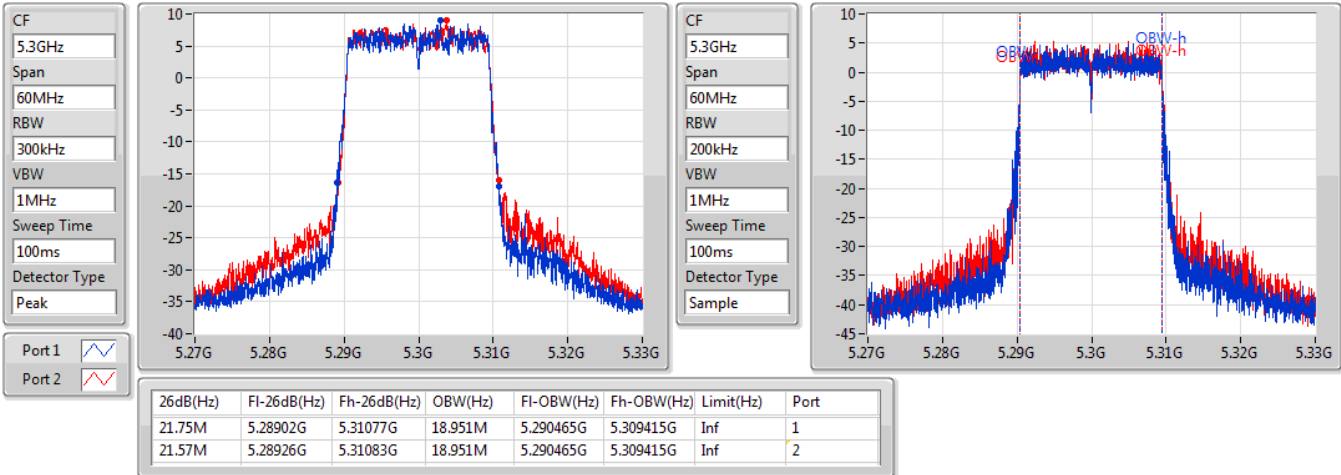 CF
5.3GHz
Span
60MHz
RBW
300kHz
VBW
1MHz
Sweep Time
100ms
Detector Type
Peak
Port 1
Port 2
10
5
0
-5
-10
-15
-20
-25
-30
-35
-40
5.27G 5.28G 5.29G 5.3G 5.31G 5.32G 5.33G
CF
5.3GHz
Span
60MHz
RBW
200kHz
VBW
1MHz
Sweep Time
100ms
Detector Type
Sample
10
5
0
-5
-10
-15
-20
-25
-30
-35
-40
-45
OBW-h
OBW-h
5.27G 5.28G 5.29G 5.3G 5.31G 5.32G 5.33G
26dB(Hz) Fl-26dB(Hz) Fh-26dB(Hz) OBW(Hz) Fl-OBW(Hz) Fh-OBW(Hz) Limit(Hz) Port
21.75M 5.28902G 5.31077G 18.951M 5.290465G 5.309415G Inf 1
21.57M 5.28926G 5.31083G 18.951M 5.290465G 5.309415G Inf 2